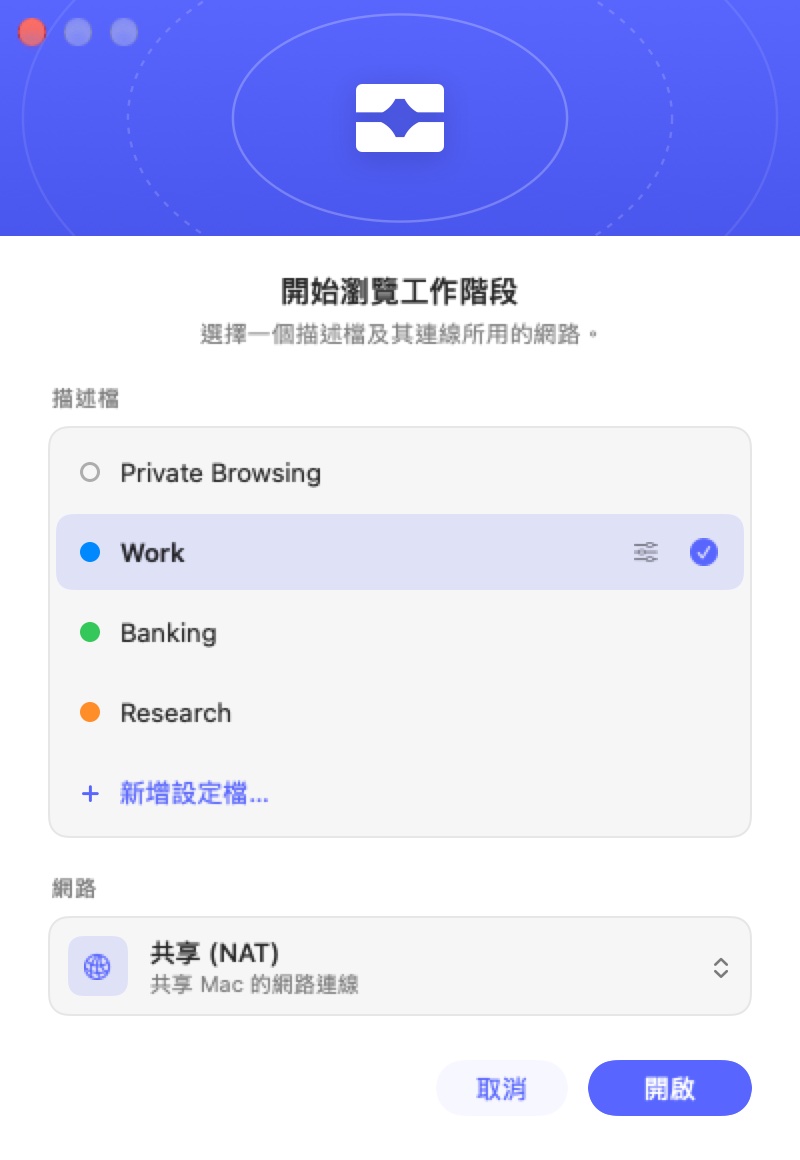 開始瀏覽工作階段
選擇一個描述檔及其連線所用的網路。
描述檔
Private Browsing
Work
Banking
Research
+ 新增設定檔...
網路
共享 (NAT)
共享 Mac 的網路連線
取消
開啟